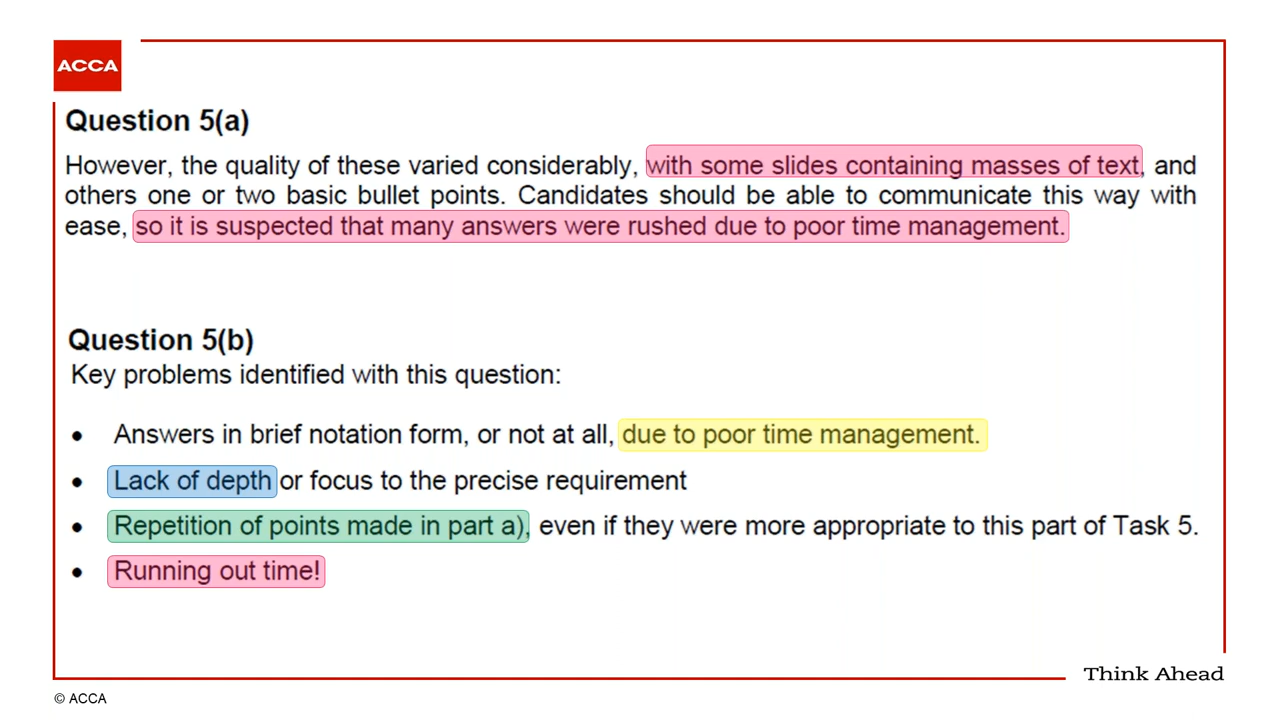 ACCA
Question 5(a)
However, the quality of these varied considerably, with some slides containing masses of text, and
others one or two basic bullet points. Candidates should be able to communicate this way with
ease, so it is suspected that many answers were rushed due to poor time management.
Question 5(b)
Key problems identified with this question:
• Answers in brief notation form, or not at all, due to poor time management.
• Lack of depth or focus to the precise requirement
• Repetition of points made in part a), even if they were more appropriate to this part of Task 5.
• Running out time!
Think Ahead
© ACCA